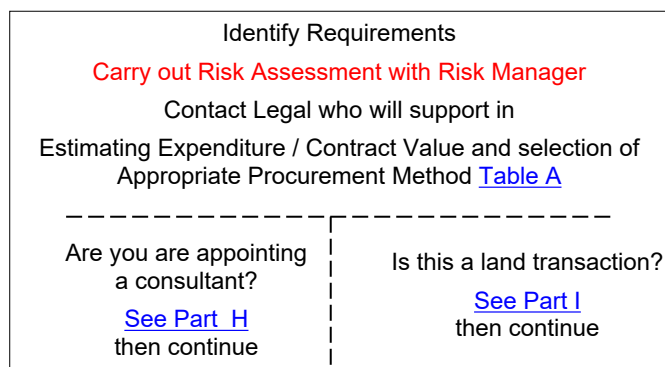 Identify Requirements
Carry out Risk Assessment with Risk Manager
Contact Legal who will support in
Estimating Expenditure / Contract Value and selection of
Appropriate Procurement Method Table A
Are you are appointing
a consultant?
See Part H
then continue
Is this a land transaction?
See Part I
then continue